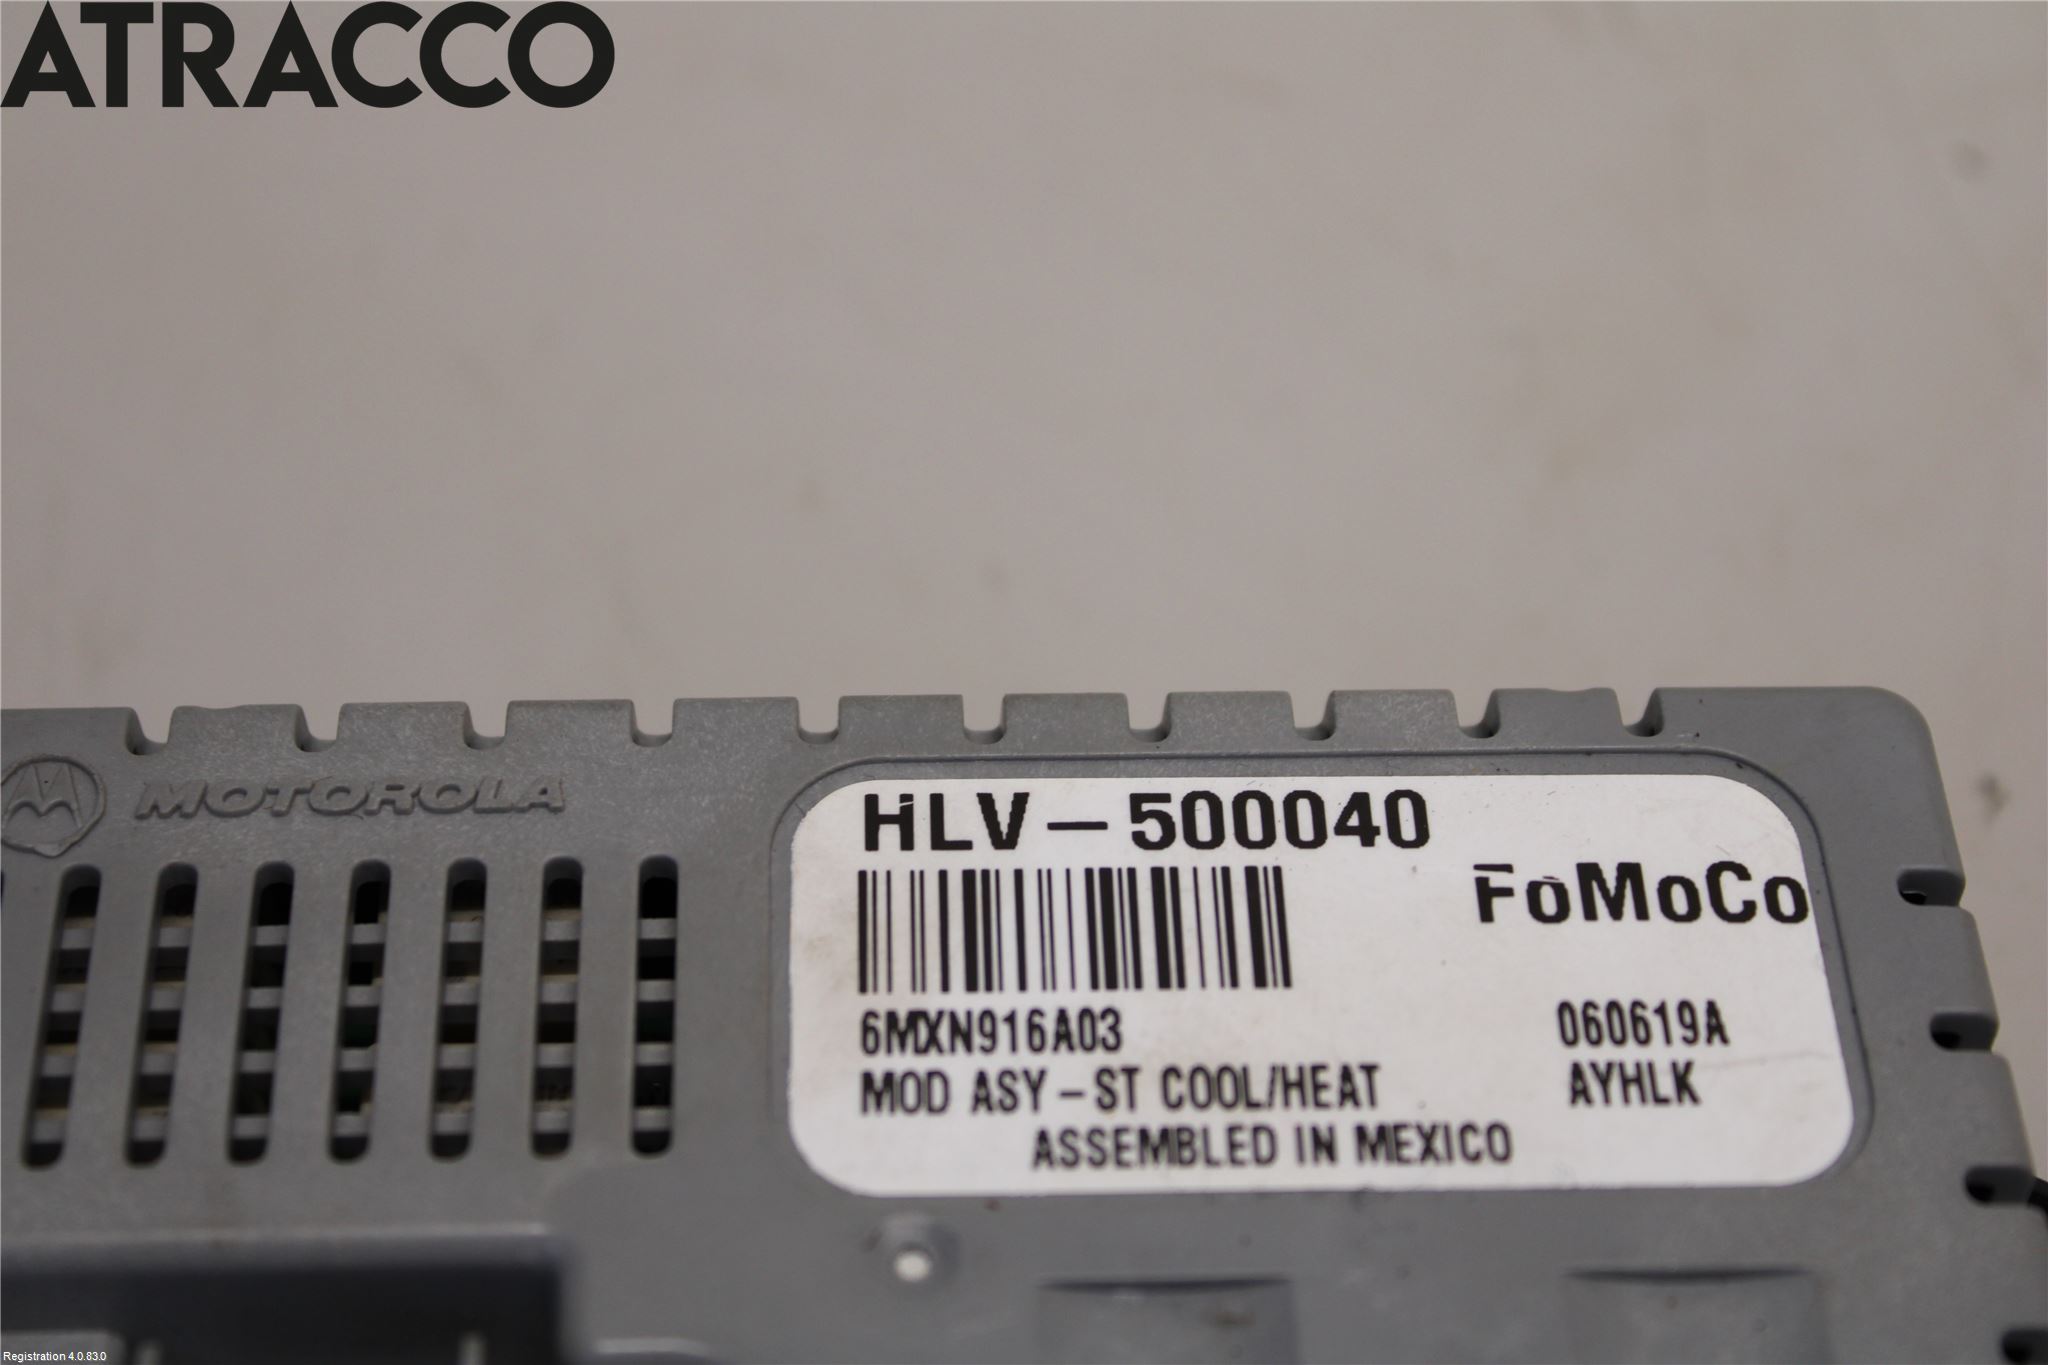 ATRACCO
MOTOROLA
HLV-500040
FoMoCo
6MXN916A03 060619A
MOD ASY-ST COOL/HEAT AYHLK
ASSEMBLED IN MEXICO
Registration 4.0.83.0